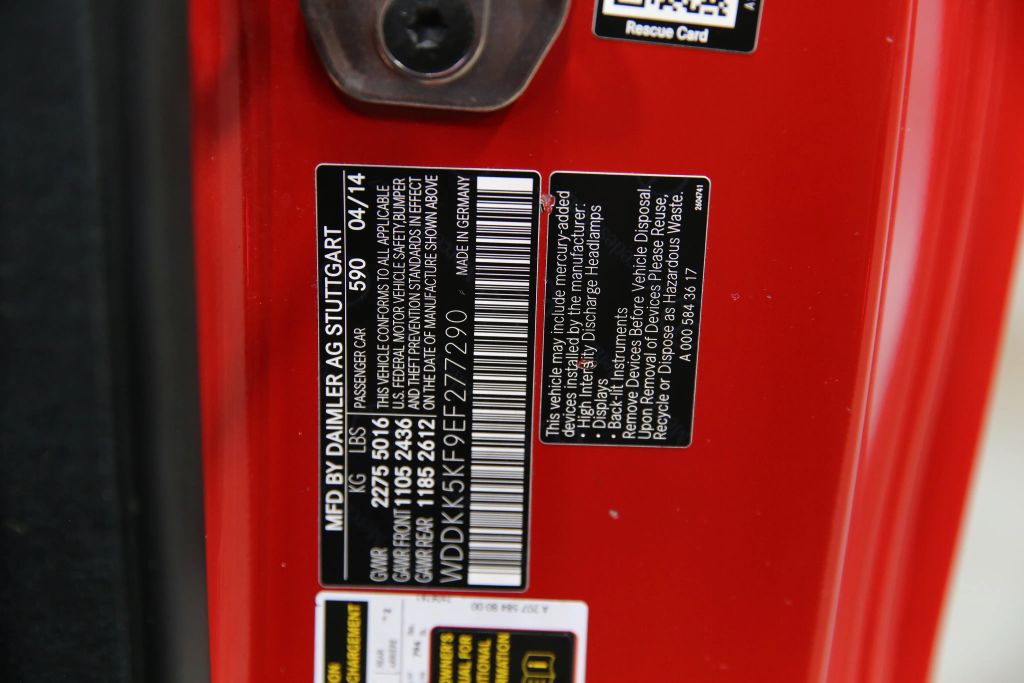 Rescue Card
MFD BY DAIMLER AG STUTTGART
KG LBS PASSENGER CAR 590 04/14
GVWR 2275 5016
GAWR FRONT 1105 2436
GAWR REAR 1185 2612
THIS VEHICLE CONFORMS TO ALL APPLICABLE
U.S. FEDERAL MOTOR VEHICLE SAFETY, BUMPER
AND THEFT PREVENTION STANDARDS IN EFFECT
ON THE DATE OF MANUFACTURE SHOWN ABOVE
WDDKK5KF9EF277290 MADE IN GERMANY
This vehicle may include mercury-added
devices installed by the manufacturer:
• High Intensity Discharge Headlamps
• Displays
• Back-lit Instruments
Remove Devices Before Vehicle Disposal.
Upon Removal of Devices Please Reuse,
Recycle or Dispose as Hazardous Waste.
A 000 584 36 17
2604741
A 207 584 80 00
CHARGEMENT
REAR